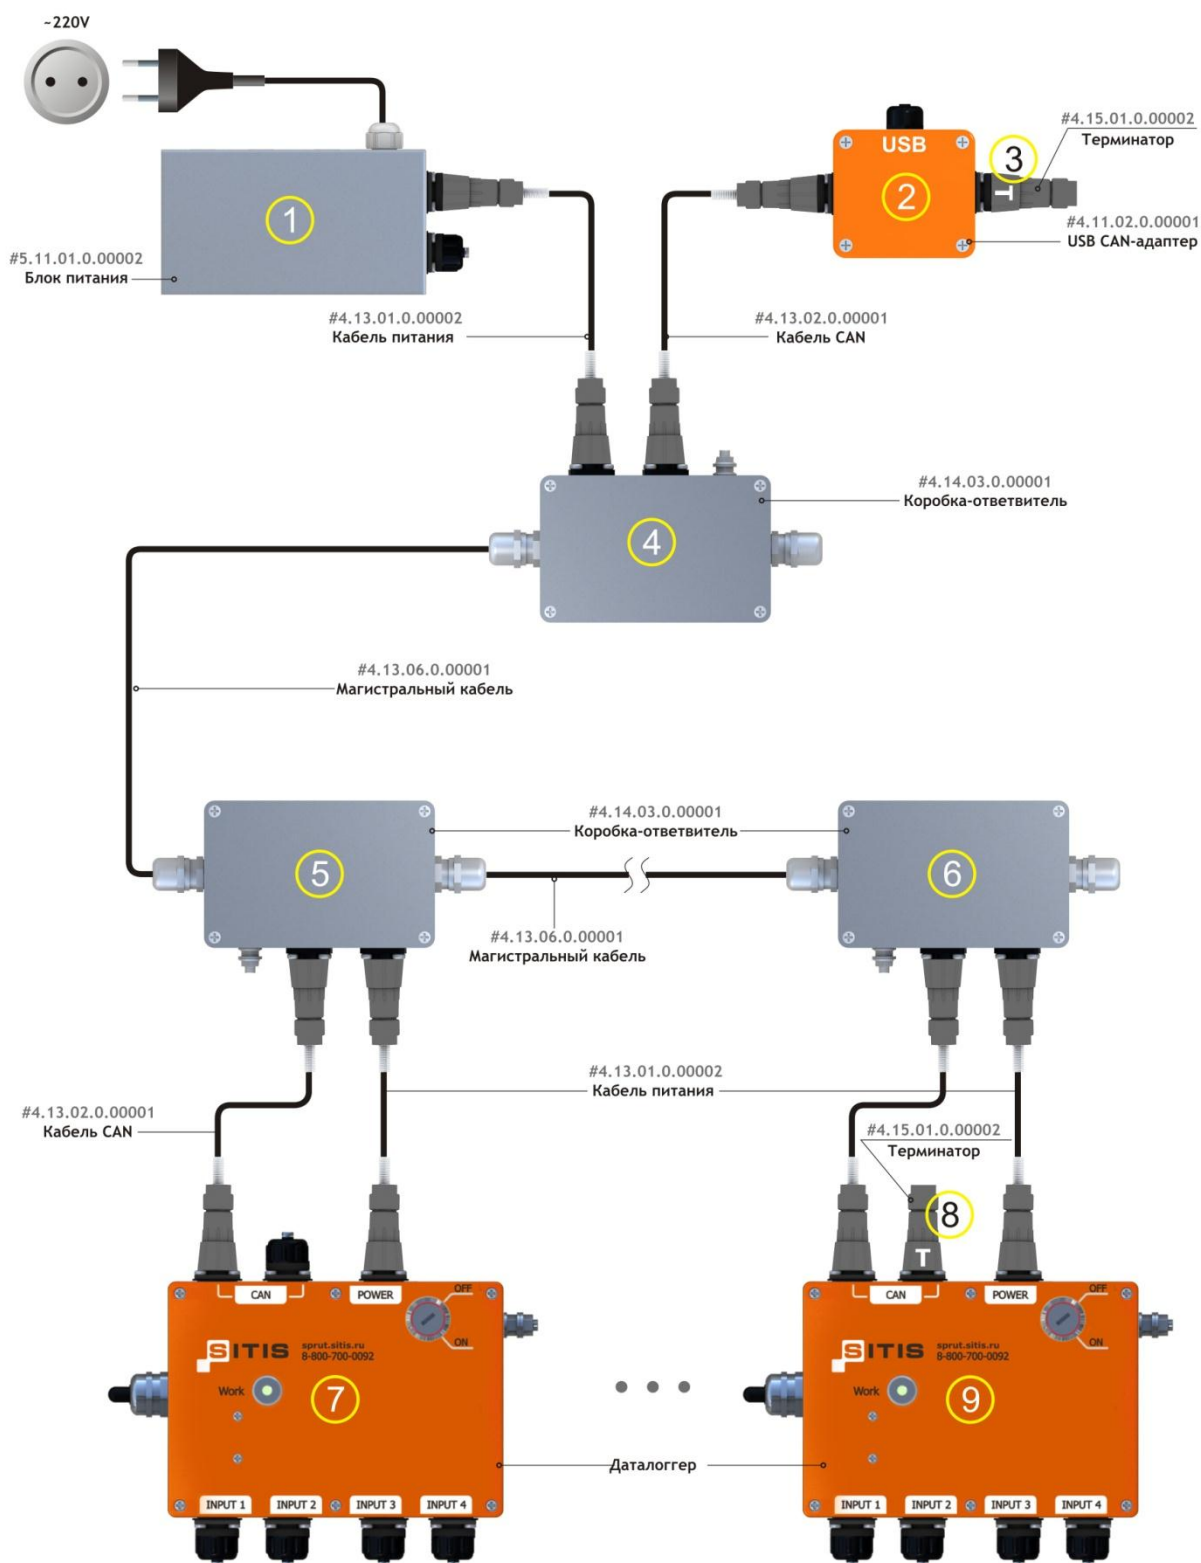 ~220V
#4.15.01.0.00002
Терминатор
USB
3
T
1
2
#4.11.02.0.00001
USB CAN-адаптер
#5.11.01.0.00002
Блок питания
#4.13.01.0.00002
Кабель питания
#4.13.02.0.00001
Кабель CAN
#4.14.03.0.00001
Коробка-ответвитель
4
#4.13.06.0.00001
Магистральный кабель
#4.14.03.0.00001
Коробка-ответвитель
5
6
#4.13.06.0.00001
Магистральный кабель
#4.13.01.0.00002
Кабель питания
#4.13.02.0.00001
Кабель CAN
#4.15.01.0.00002
Терминатор
8
T
CAN
POWER
OFF
ON
SITIS
sprut.sitis.ru
8-800-700-0092
Work
7
INPUT 1
INPUT 2
INPUT 3
INPUT 4
CAN
POWER
OFF
ON
SITIS
sprut.sitis.ru
8-800-700-0092
Work
9
Даталоггер
INPUT 1
INPUT 2
INPUT 3
INPUT 4